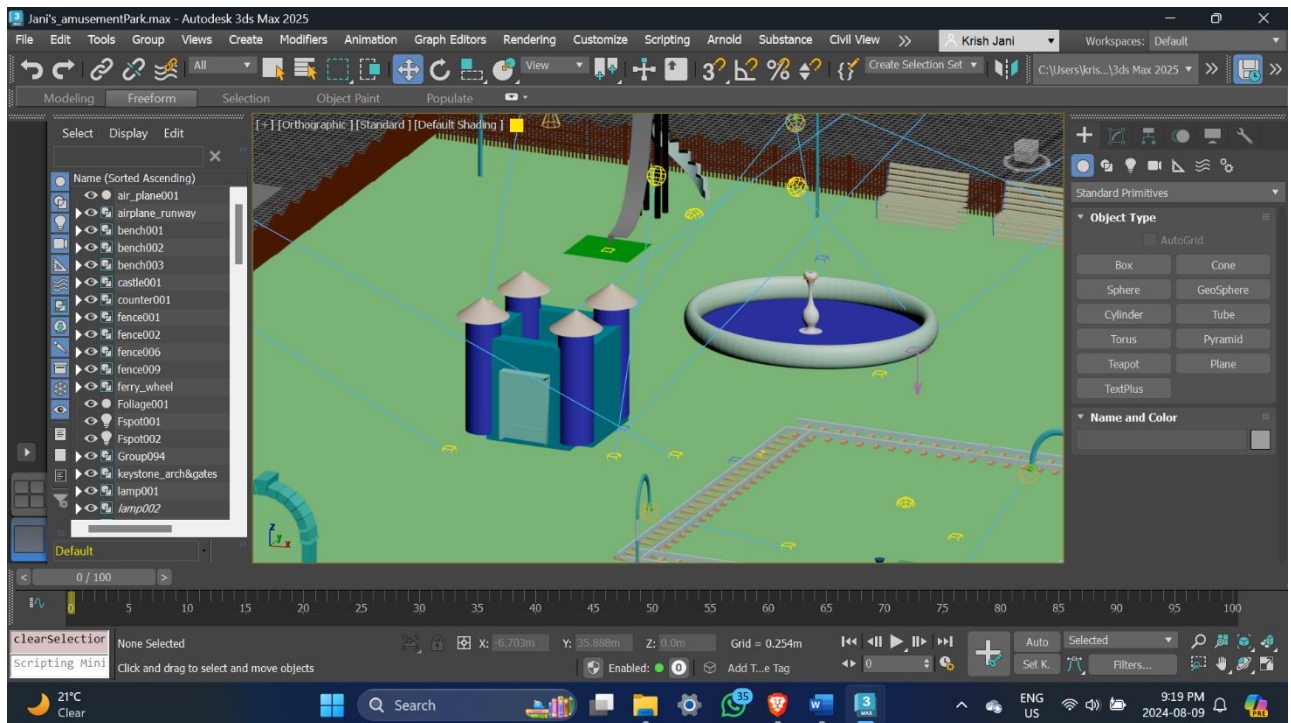 Jani's_amusementPark.max - Autodesk 3ds Max 2025
File Edit Tools Group Views Create Modifiers Animation Graph Editors Rendering Customize Scripting Arnold Substance Civil View >> Krish Jani Workspaces: Default
All View Create Selection Set C:\Users\kris...\3ds Max 2025 >> >>
Modeling Freeform Selection Object Paint Populate
Select Display Edit
[+] [Orthographic ] [Standard ] [Default Shading ]
Name (Sorted Ascending)
air_plane001
airplane_runway
bench001
bench002
bench003
castle001
counter001
fence001
fence002
fence006
fence009
ferry_wheel
Foliage001
Fspot001
Fspot002
Group094
keystone_arch&gates
lamp001
lamp002
Default
Standard Primitives
Object Type
AutoGrid
Box Cone
Sphere GeoSphere
Cylinder Tube
Torus Pyramid
Teapot Plane
TextPlus
Name and Color
z y x
< 0 / 100 >
0 5 10 15 20 25 30 35 40 45 50 55 60 65 70 75 80 85 90 95 100
clearSelection None Selected X: -6.703m Y: 35.888m Z: 0.0m Grid = 0.254m Auto Selected
Scripting Mini Click and drag to select and move objects Enabled: 0 Add T...e Tag 0 Set K. Filters...
21°C
Clear
Search
35
ENG
US
9:19 PM
2024-08-09
PRE